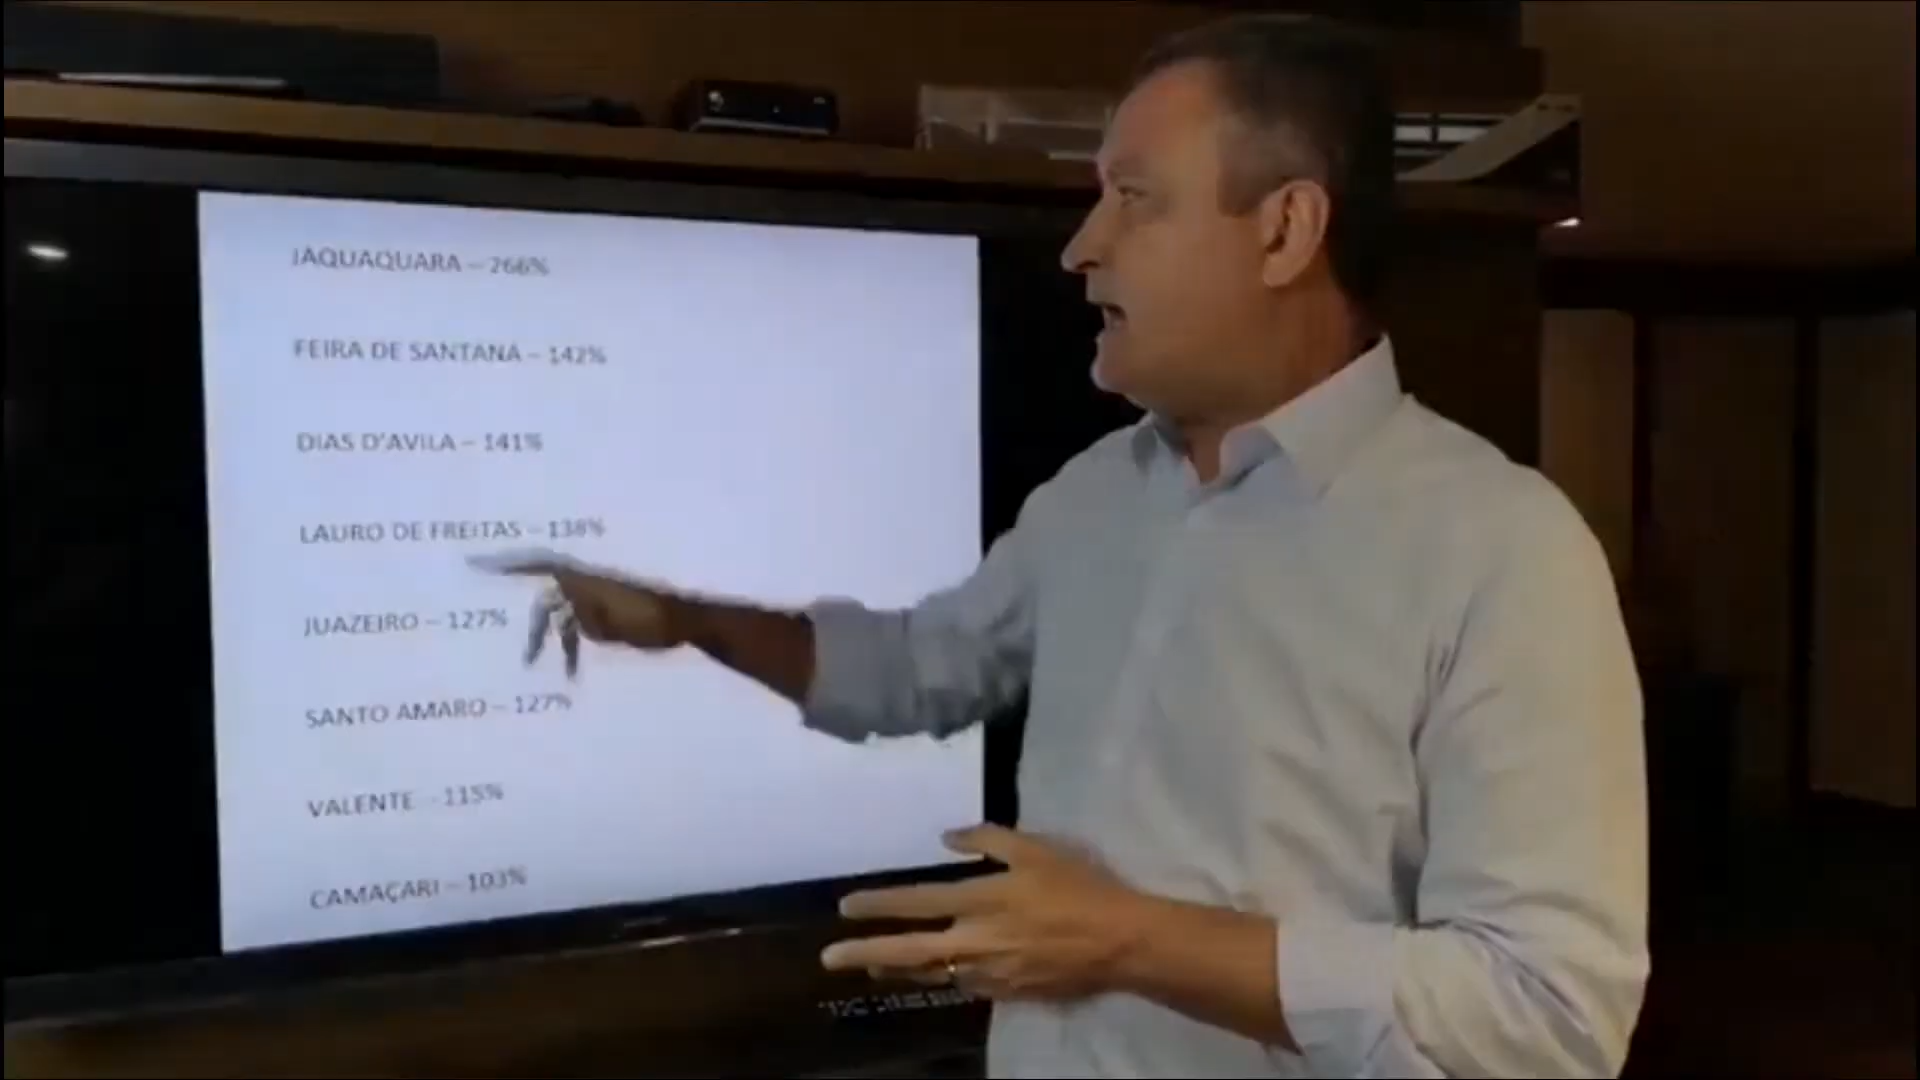 JAQUAQUARA – 266%
FEIRA DE SANTANA – 142%
DIAS D'AVILA – 141%
LAURO DE FREITAS – 138%
JUAZEIRO – 127%
SANTO AMARO – 127%
VALENTE - 115%
CAMAÇARI – 103%